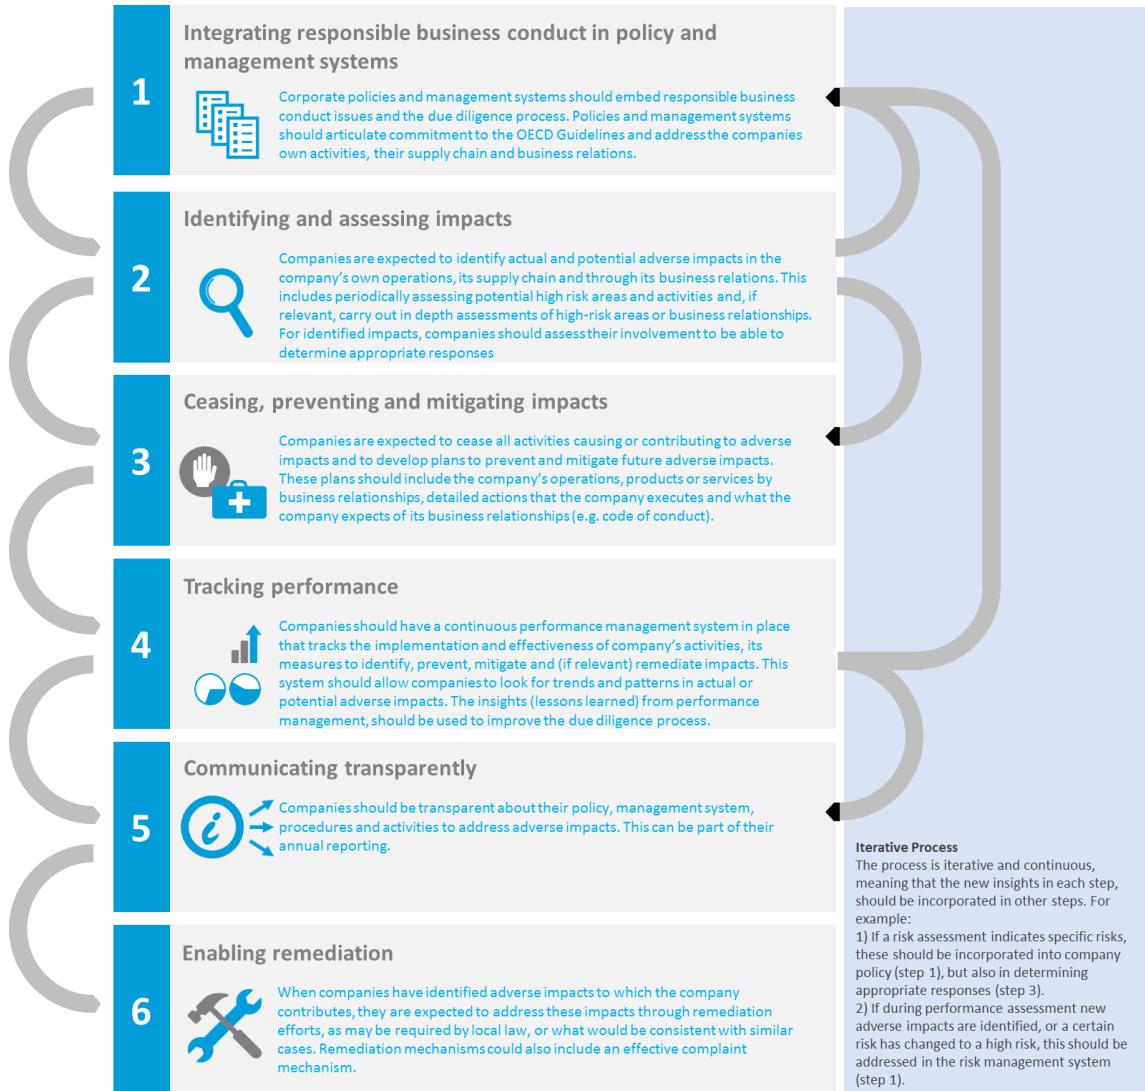 1
Integrating responsible business conduct in policy and
management systems
Corporate policies and management systems should embed responsible business
conduct issues and the due diligence process. Policies and management systems
should articulate commitment to the OECD Guidelines and address the companies
own activities, their supply chain and business relations.
2
Identifying and assessing impacts
Companies are expected to identify actual and potential adverse impacts in the
company's own operations, its supply chain and through its business relations. This
includes periodically assessing potential high risk areas and activities and, if
relevant, carry out in depth assessments of high-risk areas or business relationships.
For identified impacts, companies should assess their involvement to be able to
determine appropriate responses
3
Ceasing, preventing and mitigating impacts
Companies are expected to cease all activities causing or contributing to adverse
impacts and to develop plans to prevent and mitigate future adverse impacts.
These plans should include the company's operations, products or services by
business relationships, detailed actions that the company executes and what the
company expects of its business relationships (e.g. code of conduct).
4
Tracking performance
Companies should have a continuous performance management system in place
that tracks the implementation and effectiveness of company's activities, its
measures to identify, prevent, mitigate and (if relevant) remediate impacts. This
system should allow companies to look for trends and patterns in actual or
potential adverse impacts. The insights (lessons learned) from performance
management, should be used to improve the due diligence process.
5
Communicating transparently
i
Companies should be transparent about their policy, management system,
procedures and activities to address adverse impacts. This can be part of their
annual reporting.
6
Enabling remediation
When companies have identified adverse impacts to which the company
contributes, they are expected to address these impacts through remediation
efforts, as may be required by local law, or what would be consistent with similar
cases. Remediation mechanisms could also include an effective complaint
mechanism.
Iterative Process
The process is iterative and continuous,
meaning that the new insights in each step,
should be incorporated in other steps. For
example:
1) If a risk assessment indicates specific risks,
these should be incorporated into company
policy (step 1), but also in determining
appropriate responses (step 3).
2) If during performance assessment new
adverse impacts are identified, or a certain
risk has changed to a high risk, this should be
addressed in the risk management system
(step 1).